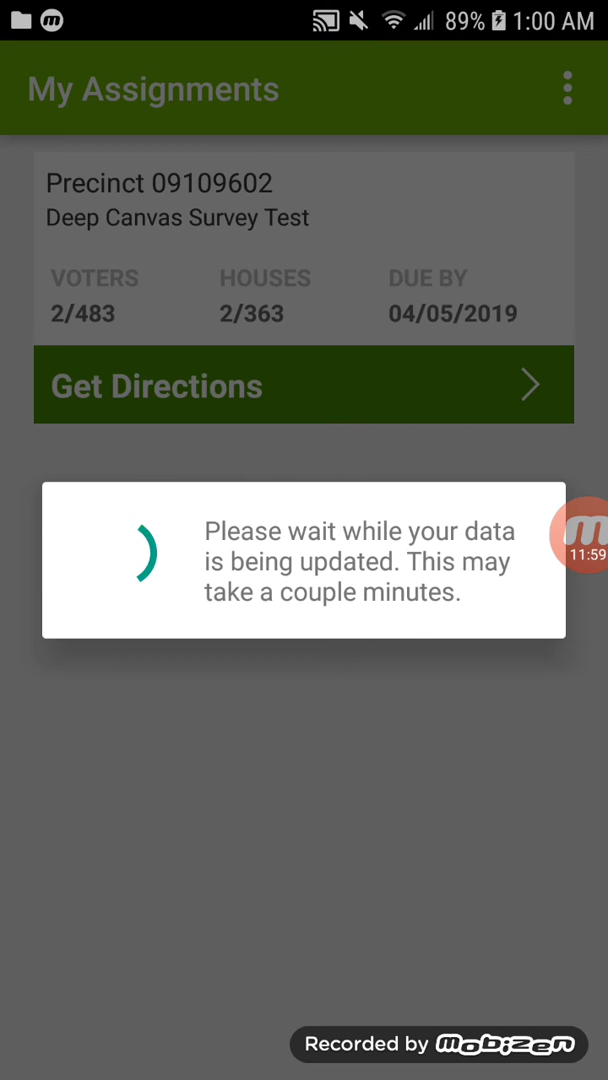 89% 1:00 AM
My Assignments
Precinct 09109602
Deep Canvas Survey Test
VOTERS HOUSES DUE BY
2/483 2/363 04/05/2019
Get Directions
Please wait while your data
is being updated. This may
take a couple minutes.
m
11:59
Recorded by mobizen